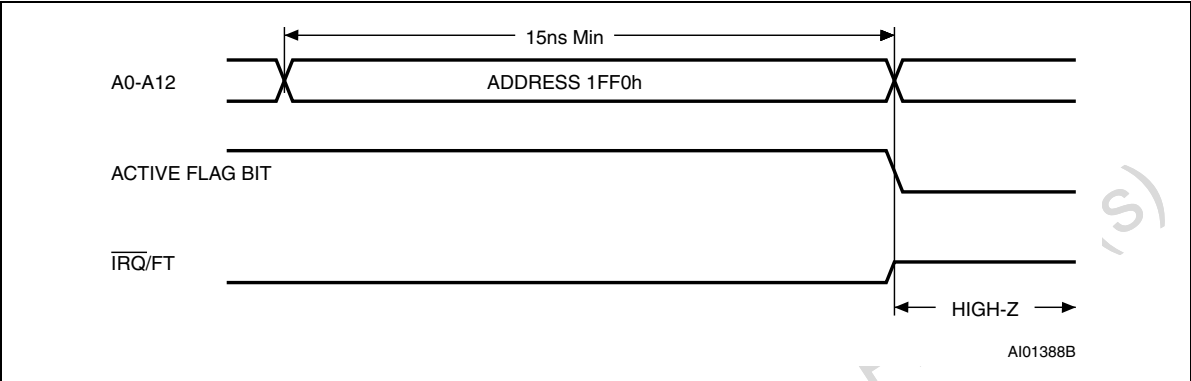 15ns Min
A0-A12
ADDRESS 1FF0h
ACTIVE FLAG BIT
IRQ/FT
HIGH-Z
AI01388B
s)